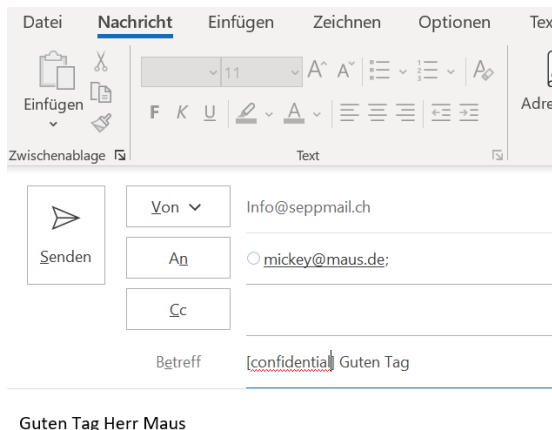 Datei Nachricht Einfügen Zeichnen Optionen Tex
11 A A A
Einfügen F K U A Adre
Zwischenablage Text
Senden Von Info@seppmail.ch
An mickey@maus.de;
Cc
Betreff [confidential] Guten Tag
Guten Tag Herr Maus